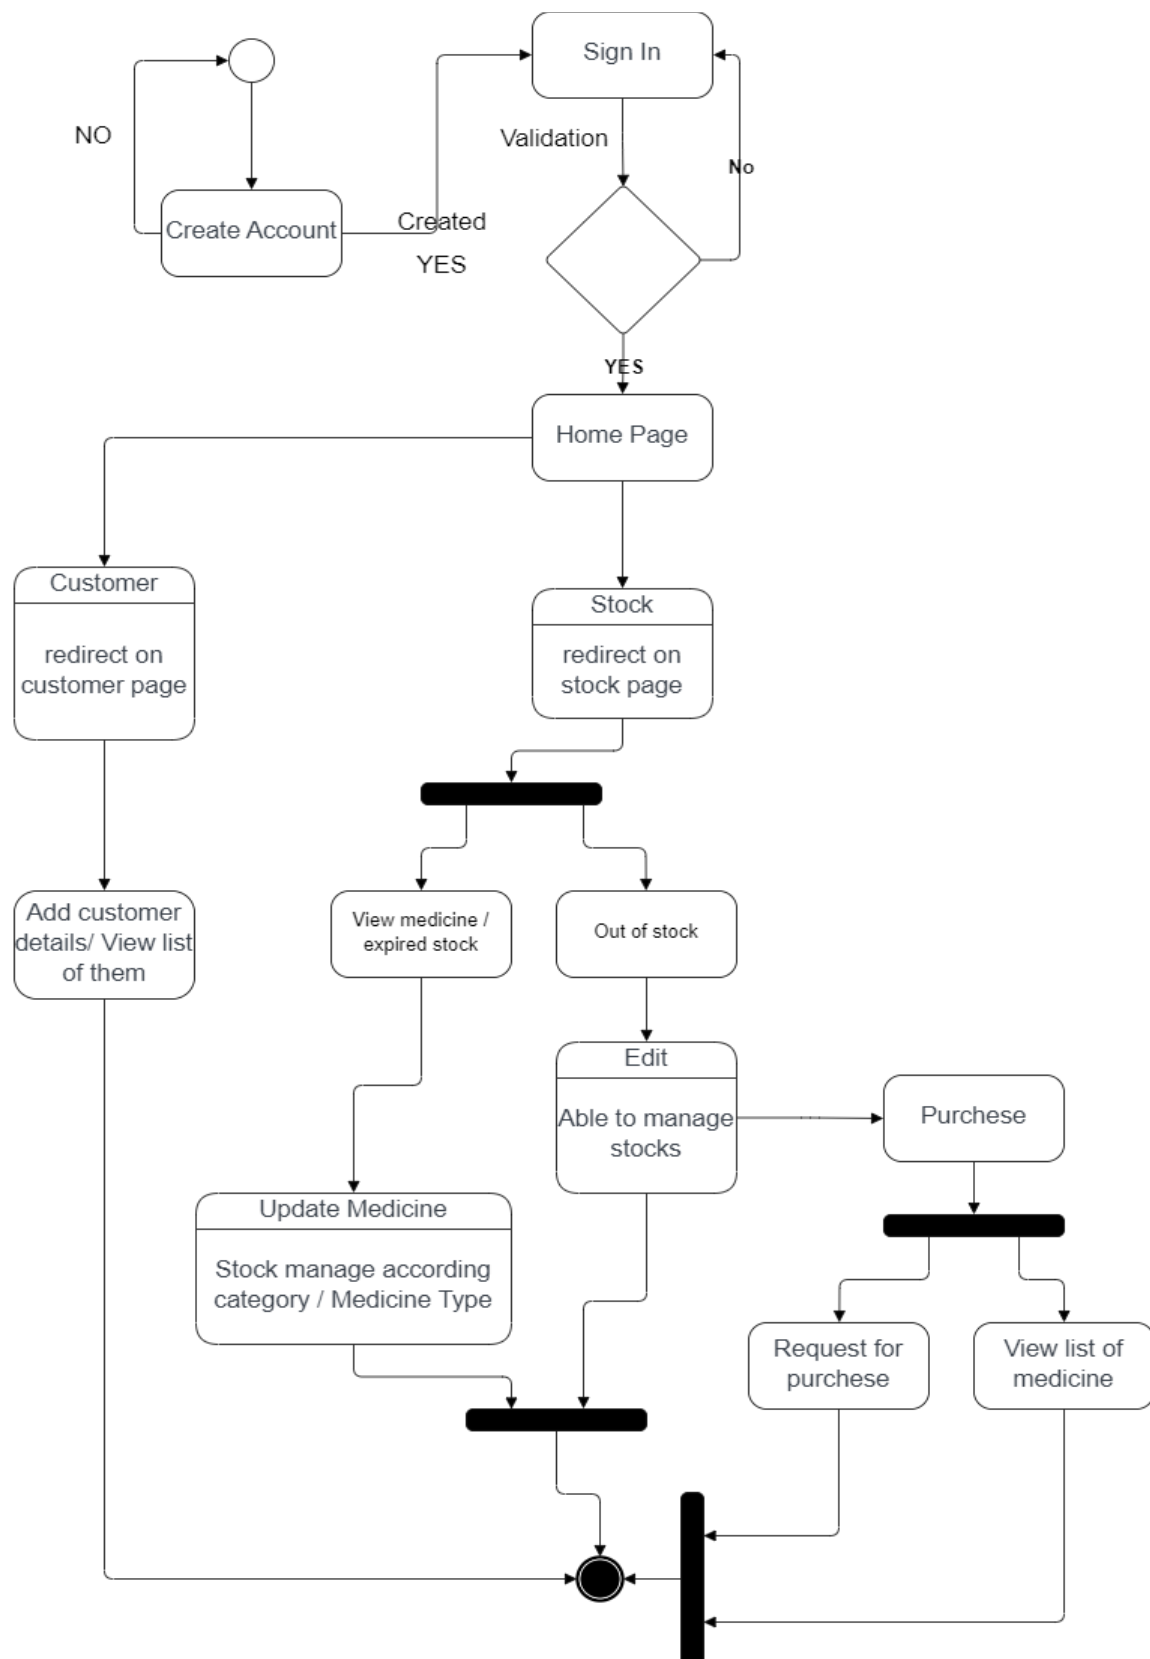 Sign In
NO
Validation
No
Create Account
Created
YES
YES
Home Page
Customer
redirect on
customer page
Stock
redirect on
stock page
Add customer
details/ View list
of them
View medicine /
expired stock
Out of stock
Edit
Able to manage
stocks
Purchese
Update Medicine
Stock manage according
category / Medicine Type
Request for
purchese
View list of
medicine